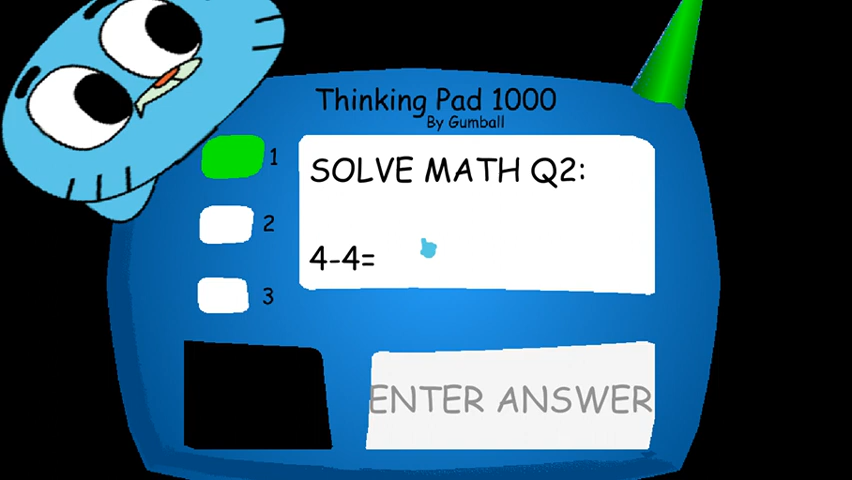 Thinking Pad 1000
By Gumball
1
SOLVE MATH Q2:
2
4-4=
3
ENTER ANSWER